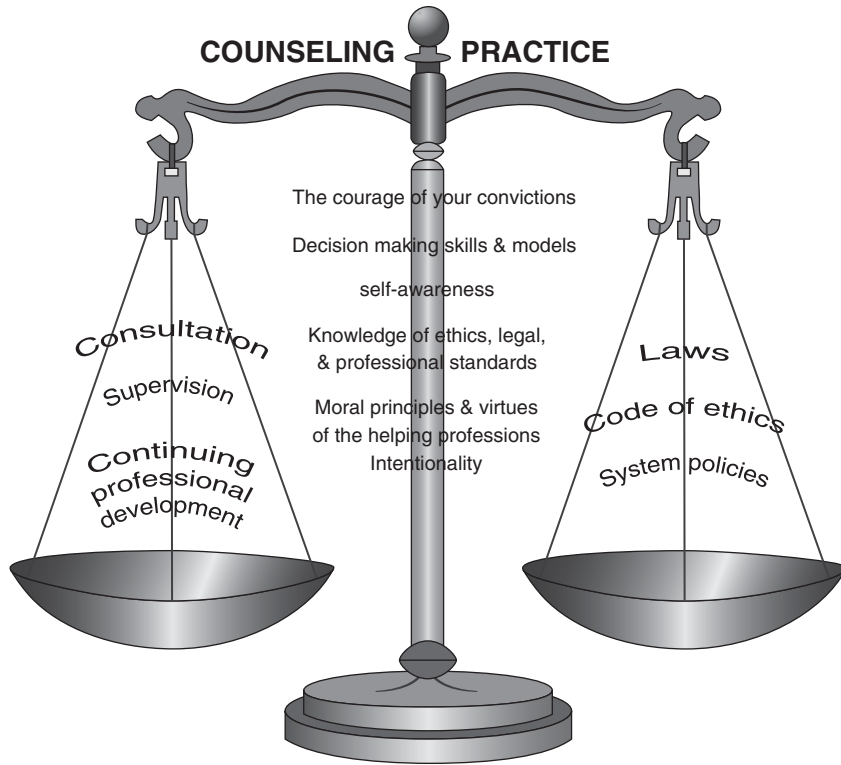 COUNSELING PRACTICE
The courage of your convictions
Decision making skills & models
self-awareness
Knowledge of ethics, legal,
& professional standards
Moral principles & virtues
of the helping professions
Intentionality
Consultation
Supervision
Continuing
professional
development
Laws
Code of ethics
System policies